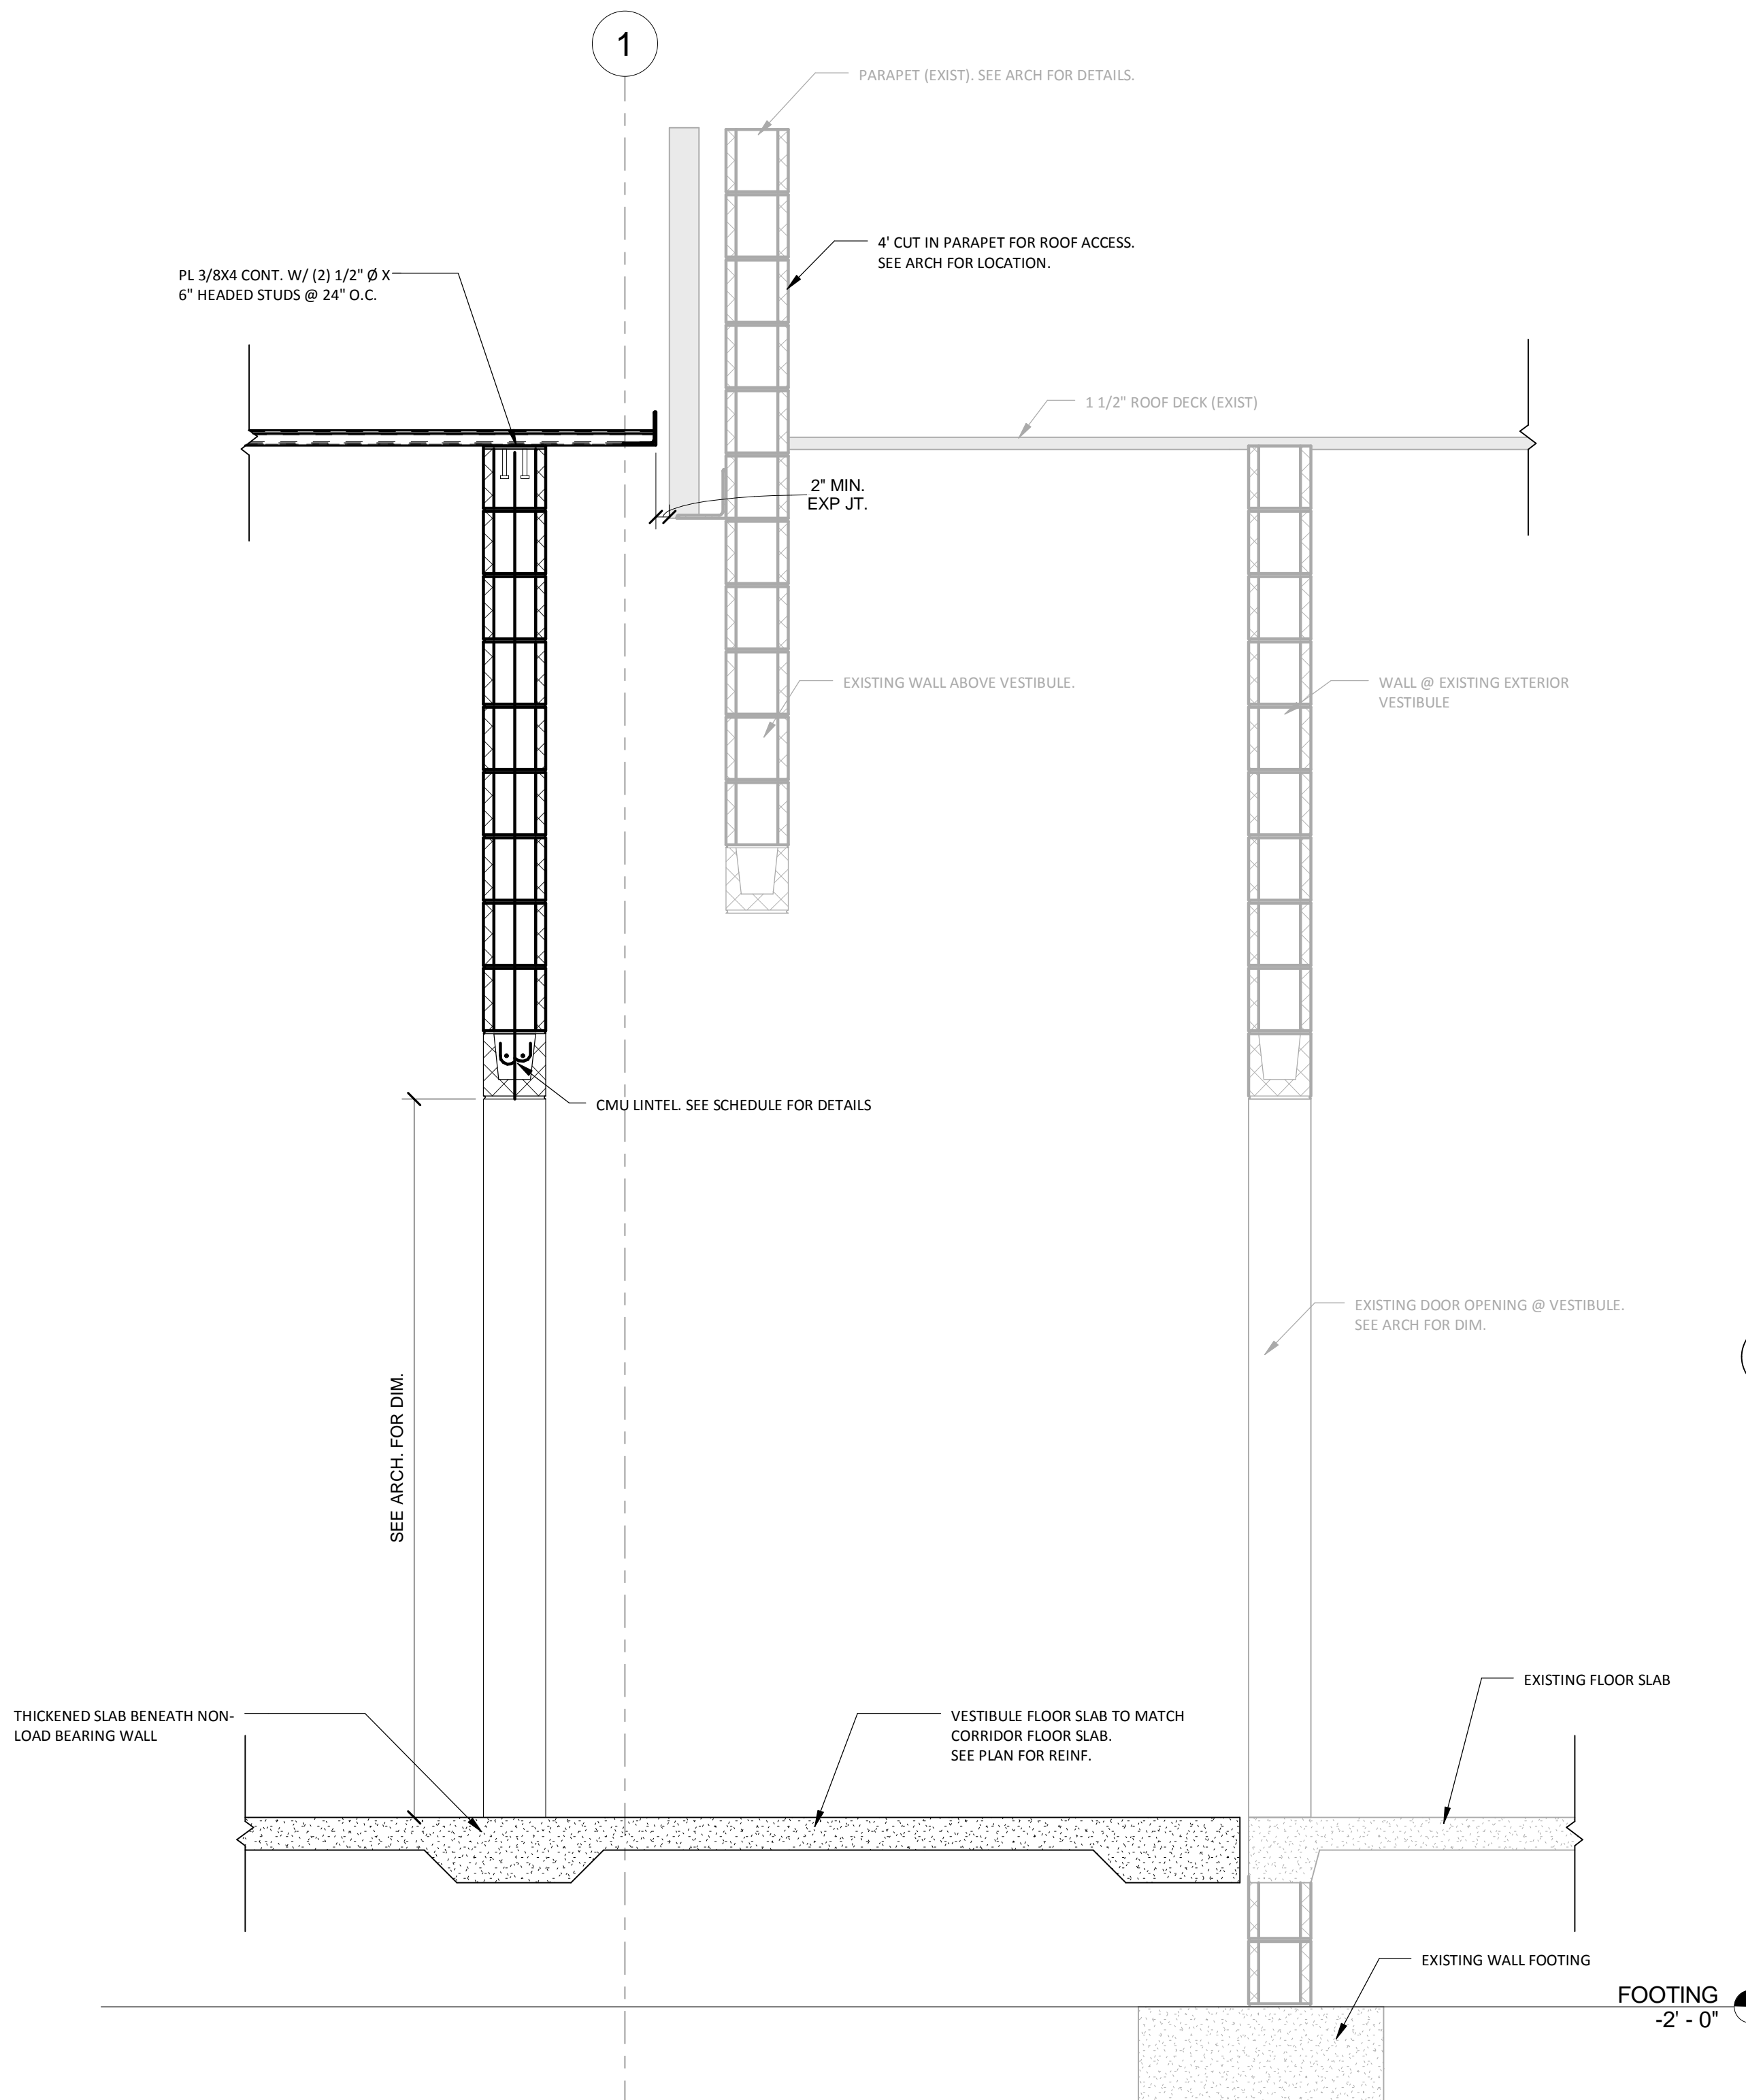 1
PARAPET (EXIST). SEE ARCH FOR DETAILS.
4' CUT IN PARAPET FOR ROOF ACCESS.
SEE ARCH FOR LOCATION.
PL 3/8X4 CONT. W/ (2) 1/2" Ø X
6" HEADED STUDS @ 24" O.C.
1 1/2" ROOF DECK (EXIST)
2" MIN.
EXP JT.
EXISTING WALL ABOVE VESTIBULE.
WALL @ EXISTING EXTERIOR
VESTIBULE
CMU LINTEL. SEE SCHEDULE FOR DETAILS
EXISTING DOOR OPENING @ VESTIBULE.
SEE ARCH FOR DIM.
SEE ARCH. FOR DIM.
EXISTING FLOOR SLAB
THICKENED SLAB BENEATH NON-
LOAD BEARING WALL
VESTIBULE FLOOR SLAB TO MATCH
CORRIDOR FLOOR SLAB.
SEE PLAN FOR REINF.
EXISTING WALL FOOTING
FOOTING
-2' - 0"